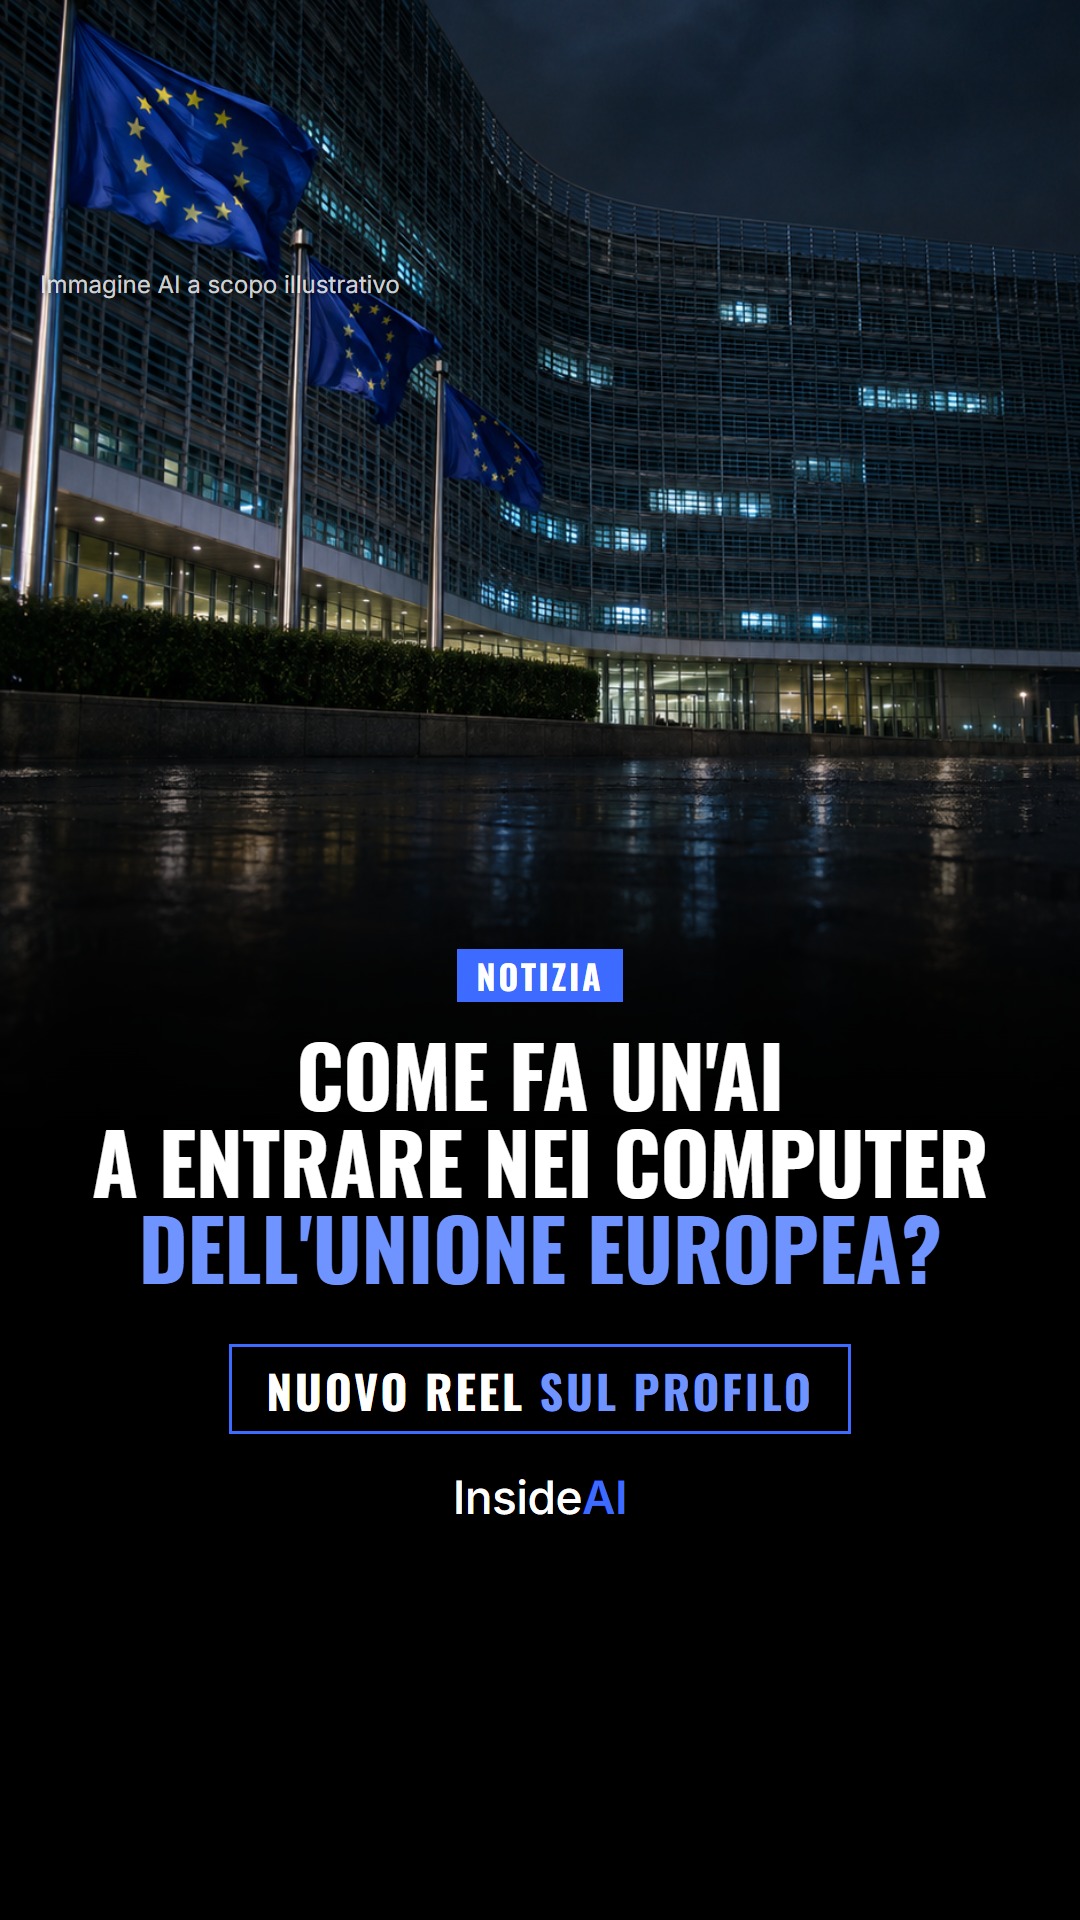 Immagine AI a scopo illustrativo
NOTIZIA
COME FA UN'AI
A ENTRARE NEI COMPUTER
DELL'UNIONE EUROPEA?
NUOVO REEL SUL PROFILO
InsideAI